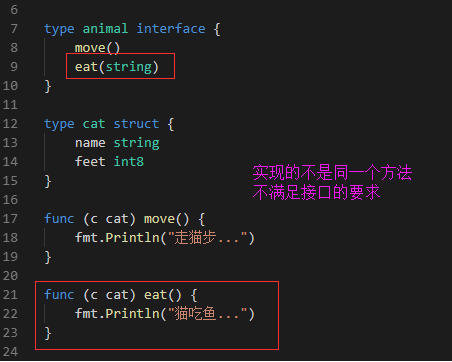 6
7 type animal interface {
8 move()
9 eat(string)
10 }
11
12 type cat struct {
13 name string
14 feet int8
15 }
16
17 func (c cat) move() {
18 fmt.Println("走猫步...")
19 }
20
21 func (c cat) eat() {
22 fmt.Println("猫吃鱼...")
23 }
24
实现的不是同一个方法
不满足接口的要求